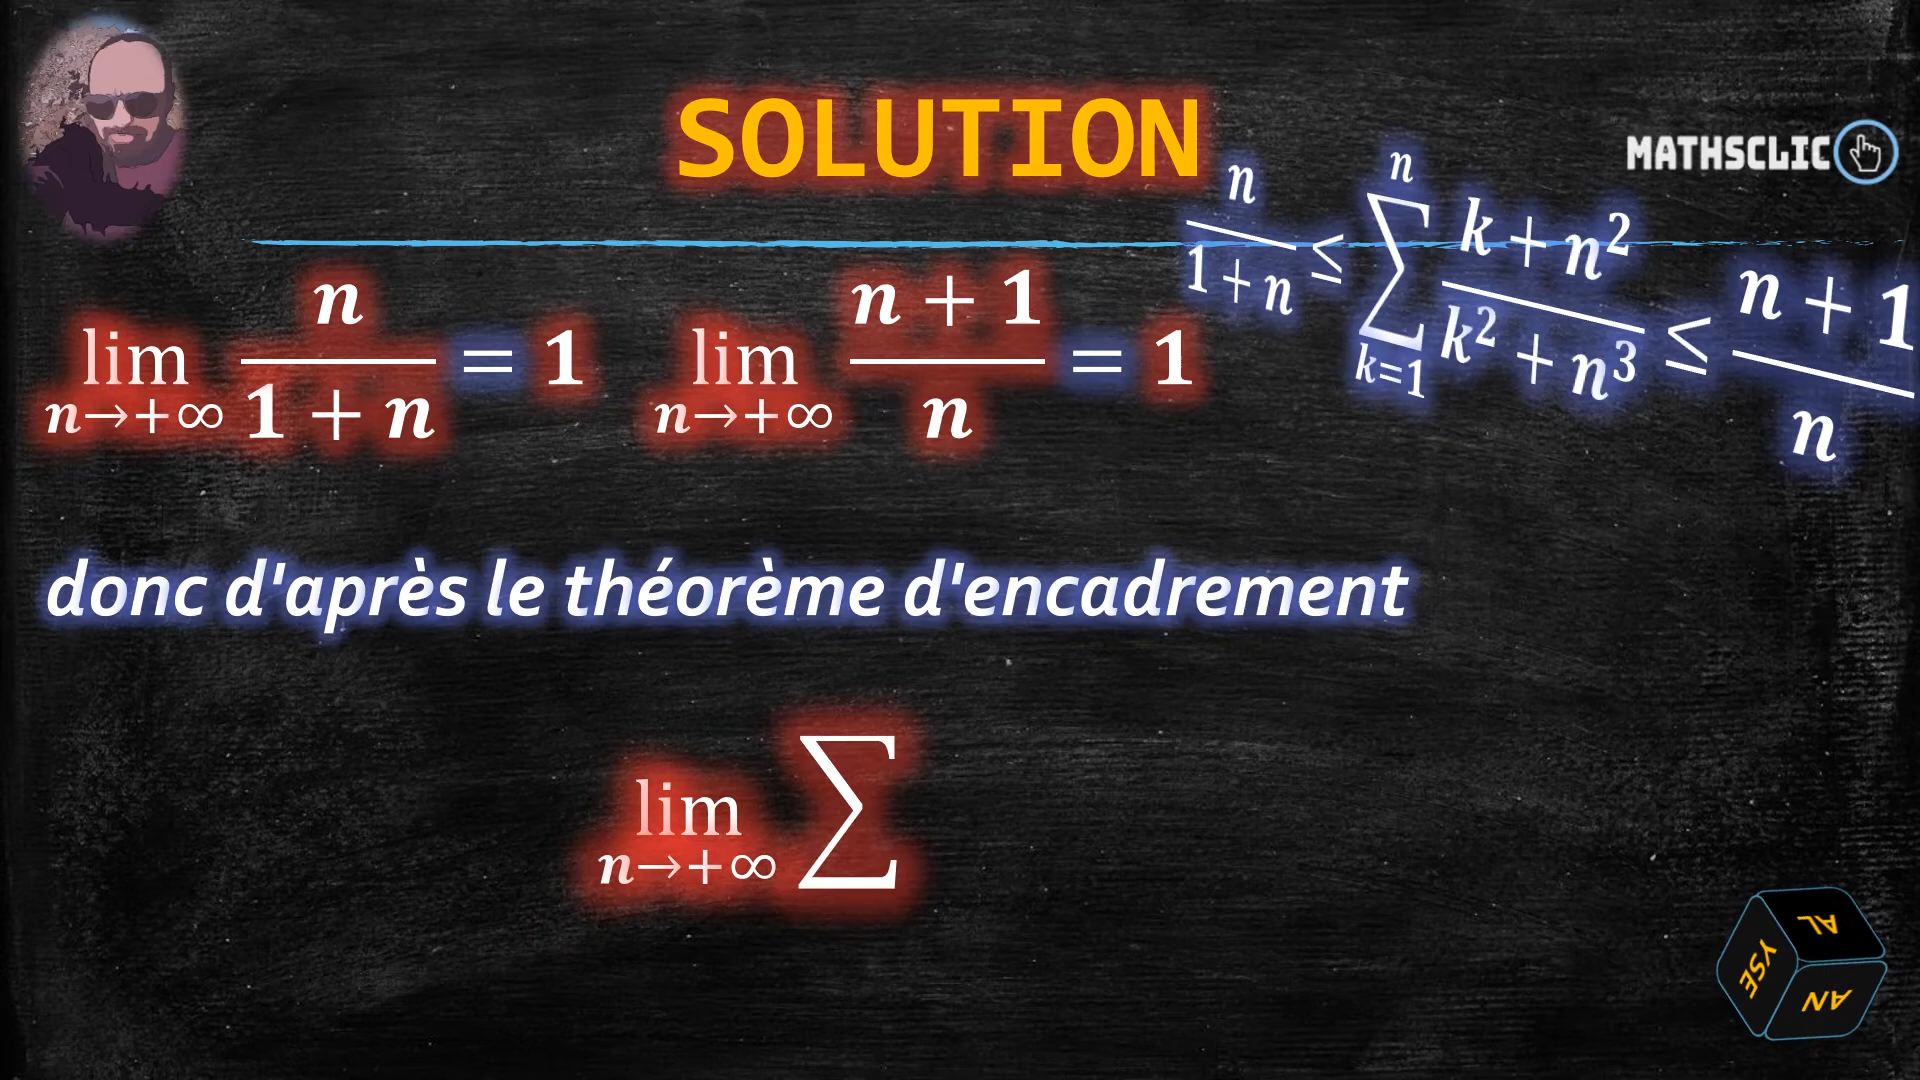 SOLUTION
MATHSCLIC
n/(1 + n) ≤ ∑_{k=1}^{n} (k + n²)/(k² + n³) ≤ (n + 1)/n
lim_{n→+∞} n/(1 + n) = 1 lim_{n→+∞} (n + 1)/n = 1
donc d'après le théorème d'encadrement
lim_{n→+∞} ∑
AL
YSE
AN